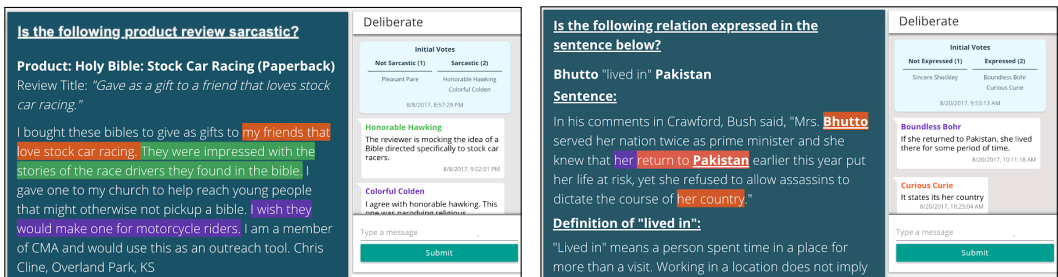 Is the following product review sarcastic?
Product: Holy Bible: Stock Car Racing (Paperback)
Review Title: "Gave as a gift to a friend that loves stock
car racing."
I bought these bibles to give as gifts to my friends that
love stock car racing. They were impressed with the
stories of the race drivers they found in the bible. I
gave one to my church to help reach young people
that might otherwise not pickup a bible. I wish they
would make one for motorcycle riders. I am a member
of CMA and would use this as an outreach tool. Chris
Cline, Overland Park, KS
Deliberate
Initial Votes
Not Sarcastic (1) Sarcastic (2)
Pleasant Pare Honorable Hawking
Colorful Colden
8/8/2017, 8:57:29 PM
Honorable Hawking
The reviewer is mocking the idea of a
Bible directed specifically to stock car
racers.
8/8/2017, 9:02:51 PM
Colorful Colden
I agree with honorable hawking. This
one was parodying religious
Type a message
Submit
Is the following relation expressed in the
sentence below?
Bhutto "lived in" Pakistan
Sentence:
In his comments in Crawford, Bush said, "Mrs. Bhutto
served her nation twice as prime minister and she
knew that her return to Pakistan earlier this year put
her life at risk, yet she refused to allow assassins to
dictate the course of her country."
Definition of "lived in":
"Lived in" means a person spent time in a place for
more than a visit. Working in a location does not imply
Deliberate
Initial Votes
Not Expressed (1) Expressed (2)
Sincere Shockley Boundless Bohr
Curious Curie
8/20/2017, 9:53:13 AM
Boundless Bohr
If she returned to Pakistan, she lived
there for some period of time.
8/20/2017, 10:11:18 AM
Curious Curie
It states its her country
8/20/2017, 10:25:04 AM
Type a message
Submit